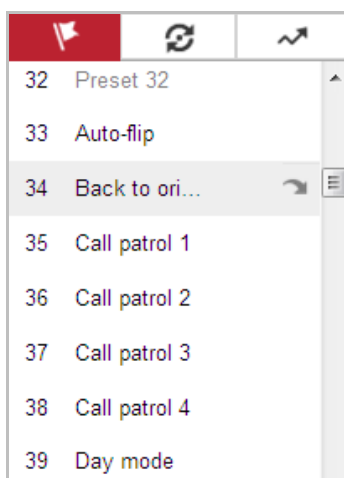 32 Preset 32
33 Auto-flip
34 Back to ori...
35 Call patrol 1
36 Call patrol 2
37 Call patrol 3
38 Call patrol 4
39 Day mode